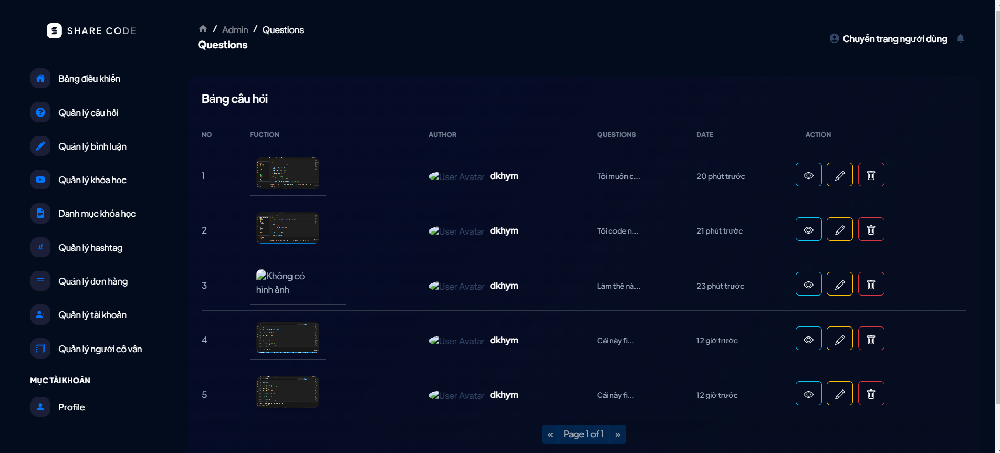 SHARE CODE
/ Admin / Questions
Questions
Chuyển trang người dùng
Bảng điều khiển
Quản lý câu hỏi
Quản lý bình luận
Quản lý khóa học
Danh mục khóa học
# Quản lý hashtag
Quản lý đơn hàng
Quản lý tài khoản
Quản lý người cố vấn
MỤC TÀI KHOẢN
Profile
Bảng câu hỏi
NO FUCTION AUTHOR QUESTIONS DATE ACTION
1 User Avatar dkhym Tôi muốn c... 20 phút trước
2 User Avatar dkhym Tôi code n... 21 phút trước
3 Không có hình ảnh User Avatar dkhym Làm thế nà... 23 phút trước
4 User Avatar dkhym Cái này fi... 12 giờ trước
5 User Avatar dkhym Cái này fi... 12 giờ trước
« Page 1 of 1 »